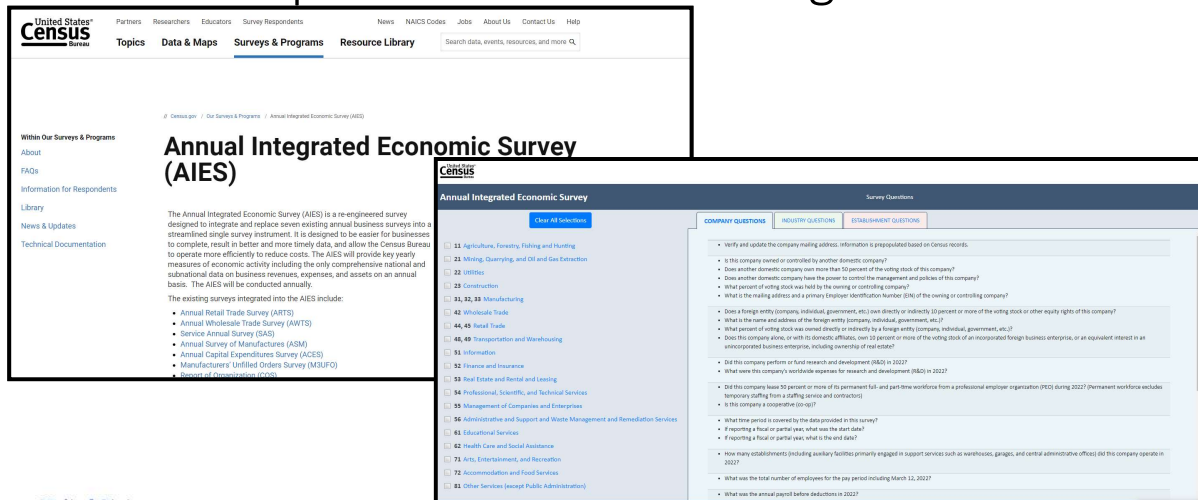 United States®
Census
Bureau
Partners Researchers Educators Survey Respondents News NAICS Codes Jobs About Us Contact Us Help
Topics Data & Maps Surveys & Programs Resource Library Search data, events, resources, and more
// Census.gov / Our Surveys & Programs / Annual Integrated Economic Survey (AIES)
Within Our Surveys & Programs
About
FAQs
Information for Respondents
Library
News & Updates
Technical Documentation
Annual Integrated Economic Survey
(AIES)
The Annual Integrated Economic Survey (AIES) is a re-engineered survey
designed to integrate and replace seven existing annual business surveys into a
streamlined single survey instrument. It is designed to be easier for businesses
to complete, result in better and more timely data, and allow the Census Bureau
to operate more efficiently to reduce costs. The AIES will provide key yearly
measures of economic activity including the only comprehensive national and
subnational data on business revenues, expenses, and assets on an annual
basis. The AIES will be conducted annually.
The existing surveys integrated into the AIES include:
• Annual Retail Trade Survey (ARTS)
• Annual Wholesale Trade Survey (AWTS)
• Service Annual Survey (SAS)
• Annual Survey of Manufactures (ASM)
• Annual Capital Expenditures Survey (ACES)
• Manufacturers' Unfilled Orders Survey (M3UFO)
• Report of Organization (COS)
United States®
Census
Bureau
Annual Integrated Economic Survey Survey Questions
Clear All Selections
11 Agriculture, Forestry, Fishing and Hunting
21 Mining, Quarrying, and Oil and Gas Extraction
22 Utilities
23 Construction
31, 32, 33 Manufacturing
42 Wholesale Trade
44, 45 Retail Trade
48, 49 Transportation and Warehousing
51 Information
52 Finance and Insurance
53 Real Estate and Rental and Leasing
54 Professional, Scientific, and Technical Services
55 Management of Companies and Enterprises
56 Administrative and Support and Waste Management and Remediation Services
61 Educational Services
62 Health Care and Social Assistance
71 Arts, Entertainment, and Recreation
72 Accommodation and Food Services
81 Other Services (except Public Administration)
COMPANY QUESTIONS INDUSTRY QUESTIONS ESTABLISHMENT QUESTIONS
• Verify and update the company mailing address. Information is prepopulated based on Census records.
• Is this company owned or controlled by another domestic company?
• Does another domestic company own more than 50 percent of the voting stock of this company?
• Does another domestic company have the power to control the management and policies of this company?
• What percent of voting stock was held by the owning or controlling company?
• What is the mailing address and a primary Employer Identification Number (EIN) of the owning or controlling company?
• Does a foreign entity (company, individual, government, etc.) own directly or indirectly 10 percent or more of the voting stock or other equity rights of this company?
• What is the name and address of the foreign entity (company, individual, government, etc.)?
• What percent of voting stock was owned directly or indirectly by a foreign entity (company, individual, government, etc.)?
• Does this company alone, or with its domestic affiliates, own 10 percent or more of the voting stock of an incorporated foreign business enterprise, or an equivalent interest in an
unincorporated business enterprise, including ownership of real estate?
• Did this company perform or fund research and development (R&D) in 2022?
• What were this company's worldwide expenses for research and development (R&D) in 2022?
• Did this company lease 50 percent or more of its permanent full- and part-time workforce from a professional employer organization (PEO) during 2022? (Permanent workforce excludes
temporary staffing from a staffing service and contractors)
• Is this company a cooperative (co-op)?
• What time period is covered by the data provided in this survey?
• If reporting a fiscal or partial year, what was the start date?
• If reporting a fiscal or partial year, what is the end date?
• How many establishments (including auxiliary facilities primarily engaged in support services such as warehouses, garages, and central administrative offices) did this company operate in
2022?
• What was the total number of employees for the pay period including March 12, 2022?
• What was the annual payroll before deductions in 2022?